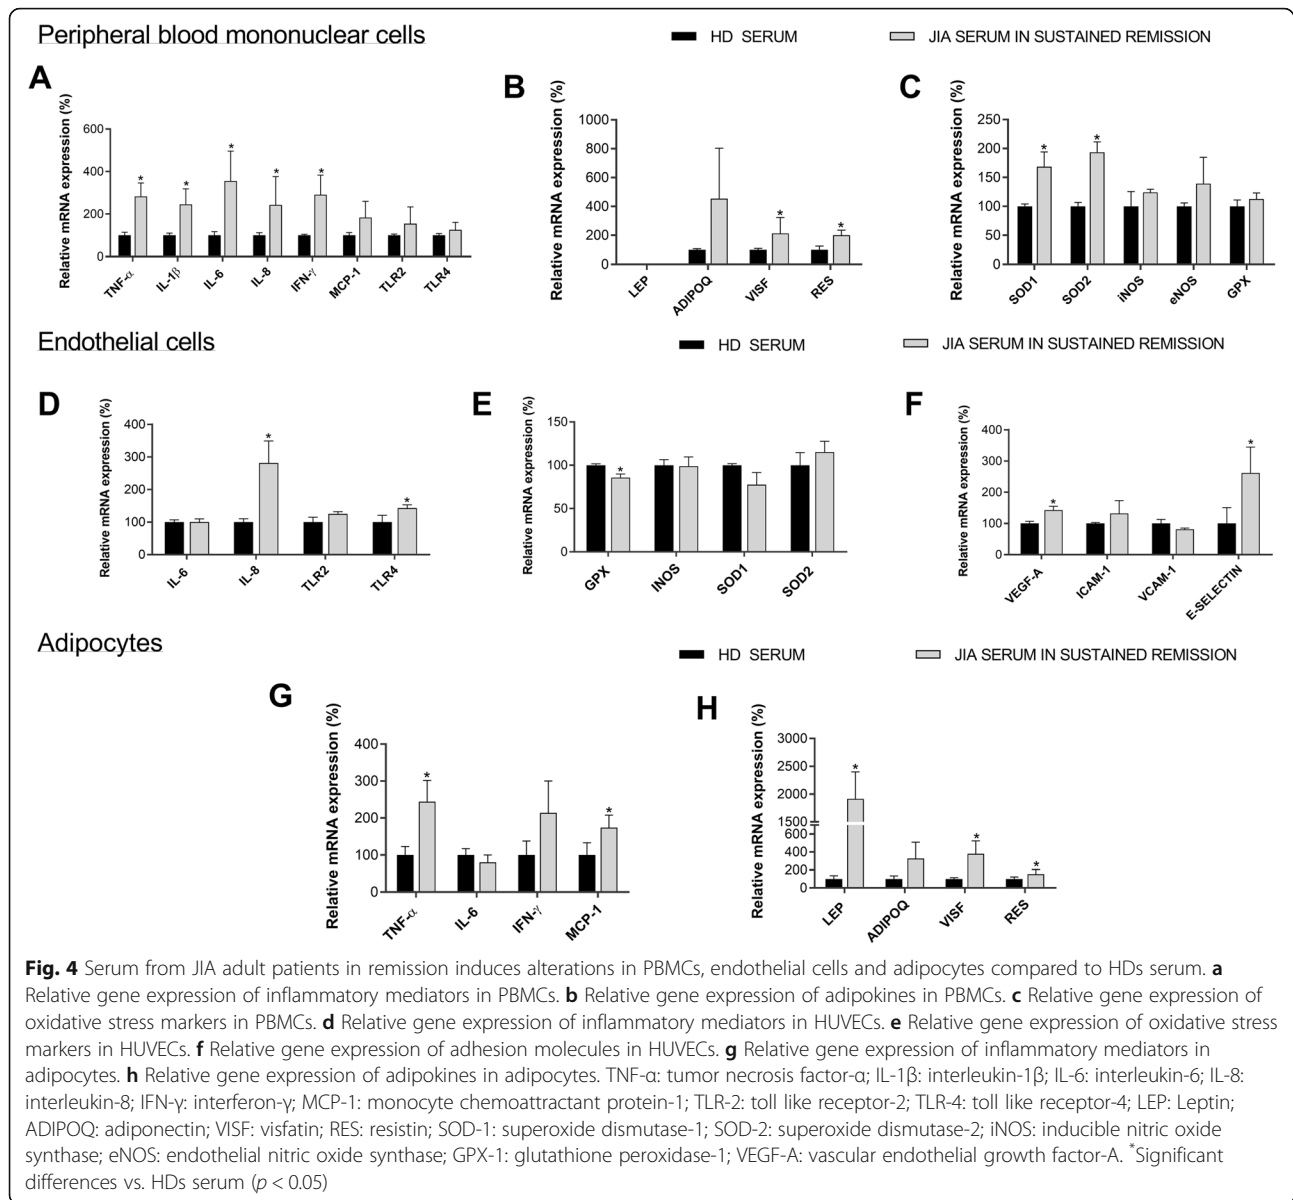 Peripheral blood mononuclear cells
HD SERUM
JIA SERUM IN SUSTAINED REMISSION
A
Relative mRNA expression (%)
600
400
200
0
*
*
*
*
*
TNF-α
IL-1β
IL-6
IL-8
IFN-γ
MCP-1
TLR2
TLR4
B
Relative mRNA expression (%)
1000
800
600
400
200
0
*
*
LEP
ADIPOQ
VISF
RES
C
Relative mRNA expression (%)
250
200
150
100
50
0
*
*
SOD1
SOD2
iNOS
eNOS
GPX
Endothelial cells
HD SERUM
JIA SERUM IN SUSTAINED REMISSION
D
Relative mRNA expression (%)
400
300
200
100
0
*
*
IL-6
IL-8
TLR2
TLR4
E
Relative mRNA expression (%)
150
100
50
0
*
GPX
INOS
SOD1
SOD2
F
Relative mRNA expression (%)
400
300
200
100
0
*
*
VEGF-A
ICAM-1
VCAM-1
E-SELECTIN
Adipocytes
HD SERUM
JIA SERUM IN SUSTAINED REMISSION
G
Relative mRNA expression (%)
400
300
200
100
0
*
*
TNF-α
IL-6
IFN-γ
MCP-1
H
Relative mRNA expression (%)
3000
2500
2000
1500
600
400
200
0
*
*
*
LEP
ADIPOQ
VISF
RES
Fig. 4 Serum from JIA adult patients in remission induces alterations in PBMCs, endothelial cells and adipocytes compared to HDs serum. a
Relative gene expression of inflammatory mediators in PBMCs. b Relative gene expression of adipokines in PBMCs. c Relative gene expression of
oxidative stress markers in PBMCs. d Relative gene expression of inflammatory mediators in HUVECs. e Relative gene expression of oxidative stress
markers in HUVECs. f Relative gene expression of adhesion molecules in HUVECs. g Relative gene expression of inflammatory mediators in
adipocytes. h Relative gene expression of adipokines in adipocytes. TNF-α: tumor necrosis factor-α; IL-1β: interleukin-1β; IL-6: interleukin-6; IL-8:
interleukin-8; IFN-γ: interferon-γ; MCP-1: monocyte chemoattractant protein-1; TLR-2: toll like receptor-2; TLR-4: toll like receptor-4; LEP: Leptin;
ADIPOQ: adiponectin; VISF: visfatin; RES: resistin; SOD-1: superoxide dismutase-1; SOD-2: superoxide dismutase-2; iNOS: inducible nitric oxide
synthase; eNOS: endothelial nitric oxide synthase; GPX-1: glutathione peroxidase-1; VEGF-A: vascular endothelial growth factor-A. *Significant
differences vs. HDs serum (p < 0.05)